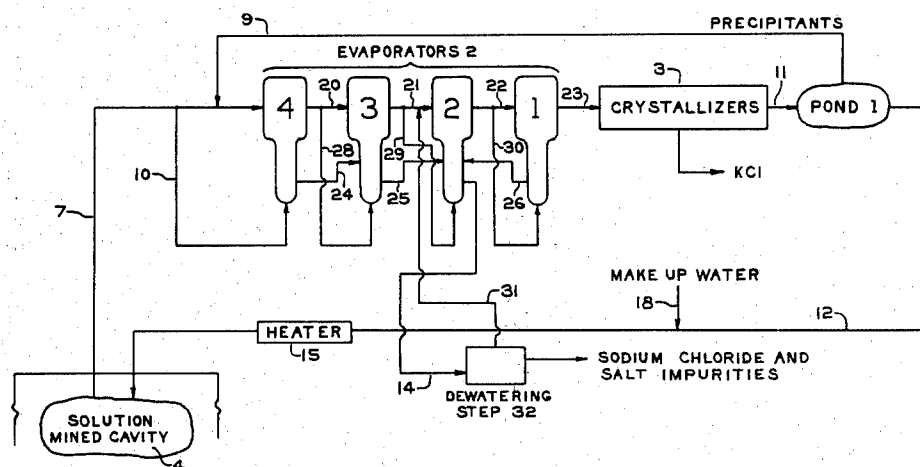 9
PRECIPITANTS
EVAPORATORS 2
4
20
3
21
2
22
1
23
3
CRYSTALLIZERS
11
POND 1
10
28
24
29
25
30
26
KCl
7
31
MAKE UP WATER
18
12
HEATER
15
14
DEWATERING
STEP 32
SODIUM CHLORIDE AND
SALT IMPURITIES
SOLUTION
MINED CAVITY
4